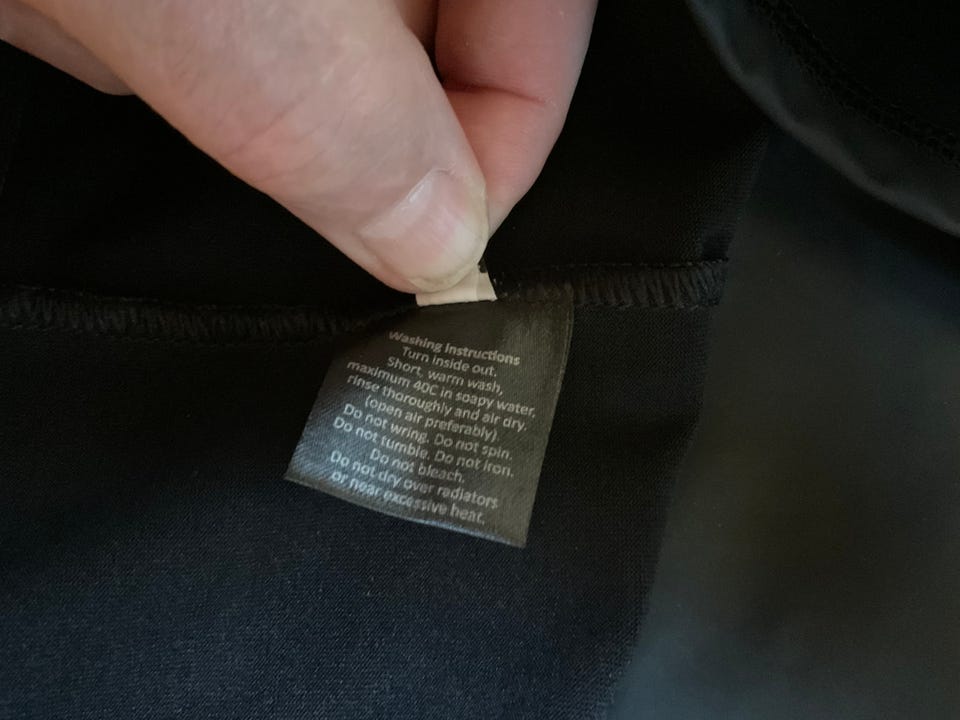 Washing Instructions
Turn inside out.
Short, warm wash,
maximum 40C in soapy water,
rinse thoroughly and air dry.
(open air preferably)
Do not wring. Do not spin.
Do not tumble. Do not iron.
Do not bleach.
Do not dry over radiators
or near excessive heat.